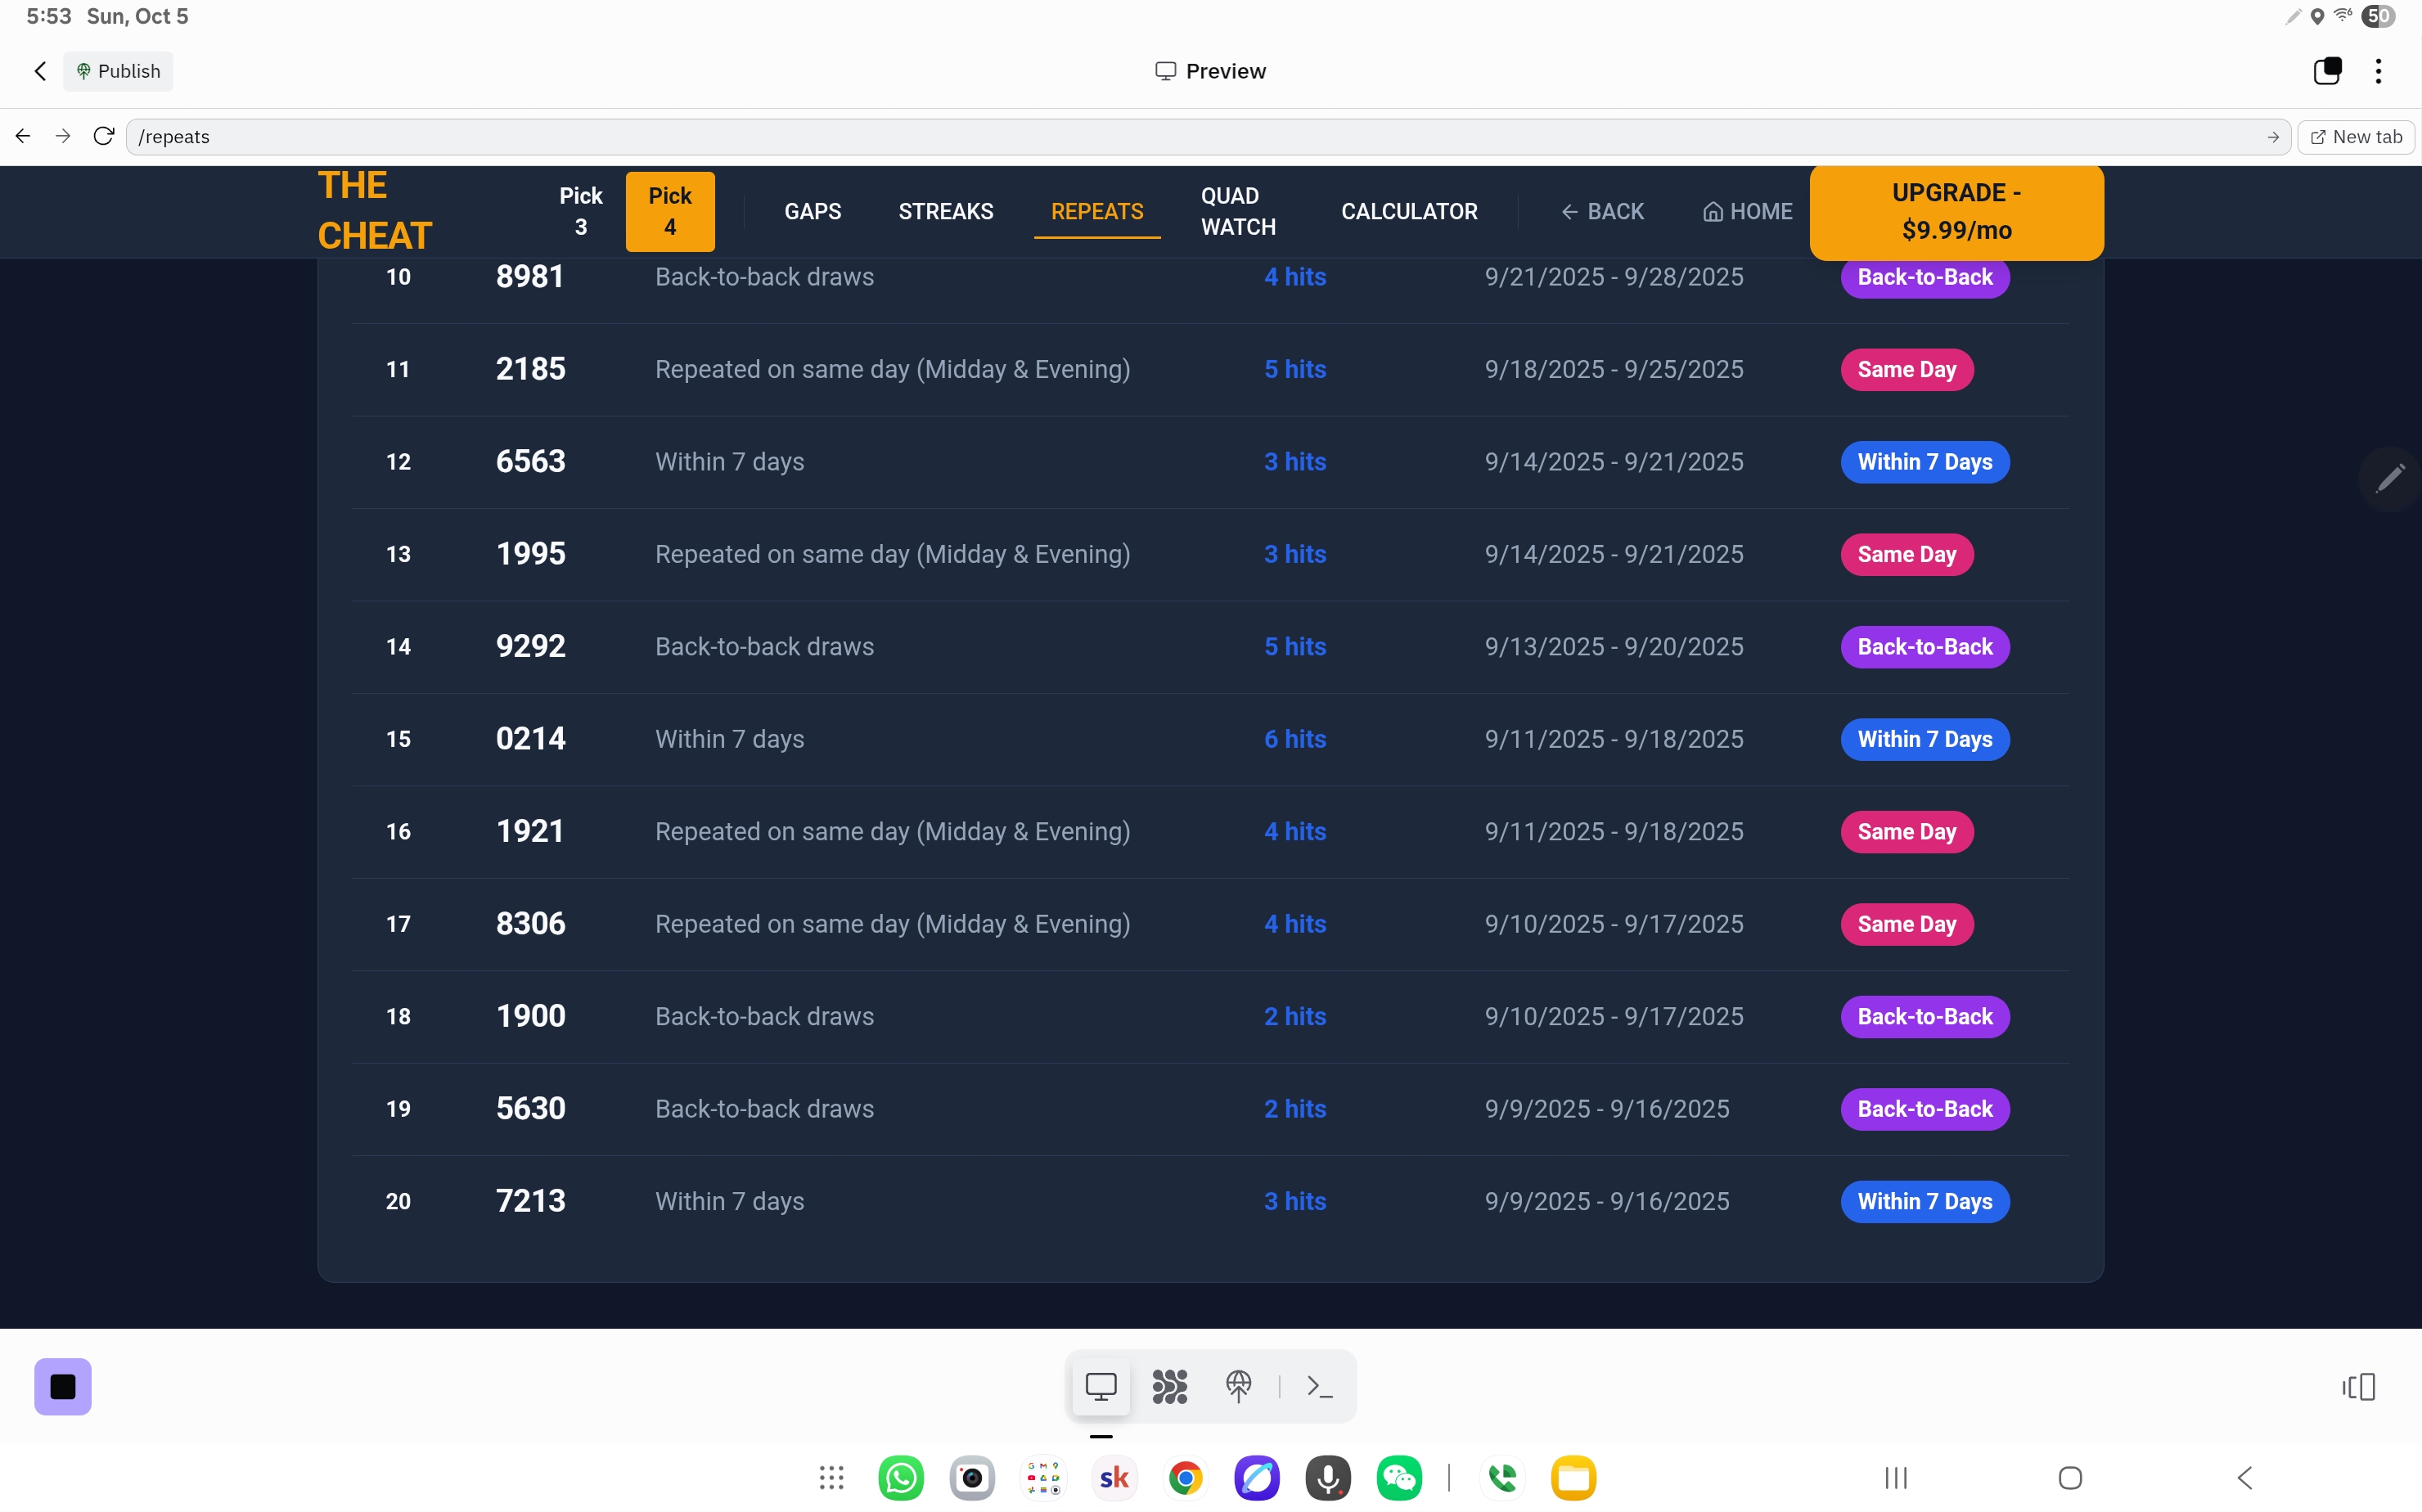 5:53 Sun, Oct 5
50
Publish
Preview
/repeats
New tab
THE
CHEAT
Pick
3
Pick
4
GAPS
STREAKS
REPEATS
QUAD
WATCH
CALCULATOR
BACK
HOME
UPGRADE -
$9.99/mo
10 8981 Back-to-back draws 4 hits 9/21/2025 - 9/28/2025 Back-to-Back
11 2185 Repeated on same day (Midday & Evening) 5 hits 9/18/2025 - 9/25/2025 Same Day
12 6563 Within 7 days 3 hits 9/14/2025 - 9/21/2025 Within 7 Days
13 1995 Repeated on same day (Midday & Evening) 3 hits 9/14/2025 - 9/21/2025 Same Day
14 9292 Back-to-back draws 5 hits 9/13/2025 - 9/20/2025 Back-to-Back
15 0214 Within 7 days 6 hits 9/11/2025 - 9/18/2025 Within 7 Days
16 1921 Repeated on same day (Midday & Evening) 4 hits 9/11/2025 - 9/18/2025 Same Day
17 8306 Repeated on same day (Midday & Evening) 4 hits 9/10/2025 - 9/17/2025 Same Day
18 1900 Back-to-back draws 2 hits 9/10/2025 - 9/17/2025 Back-to-Back
19 5630 Back-to-back draws 2 hits 9/9/2025 - 9/16/2025 Back-to-Back
20 7213 Within 7 days 3 hits 9/9/2025 - 9/16/2025 Within 7 Days
sk